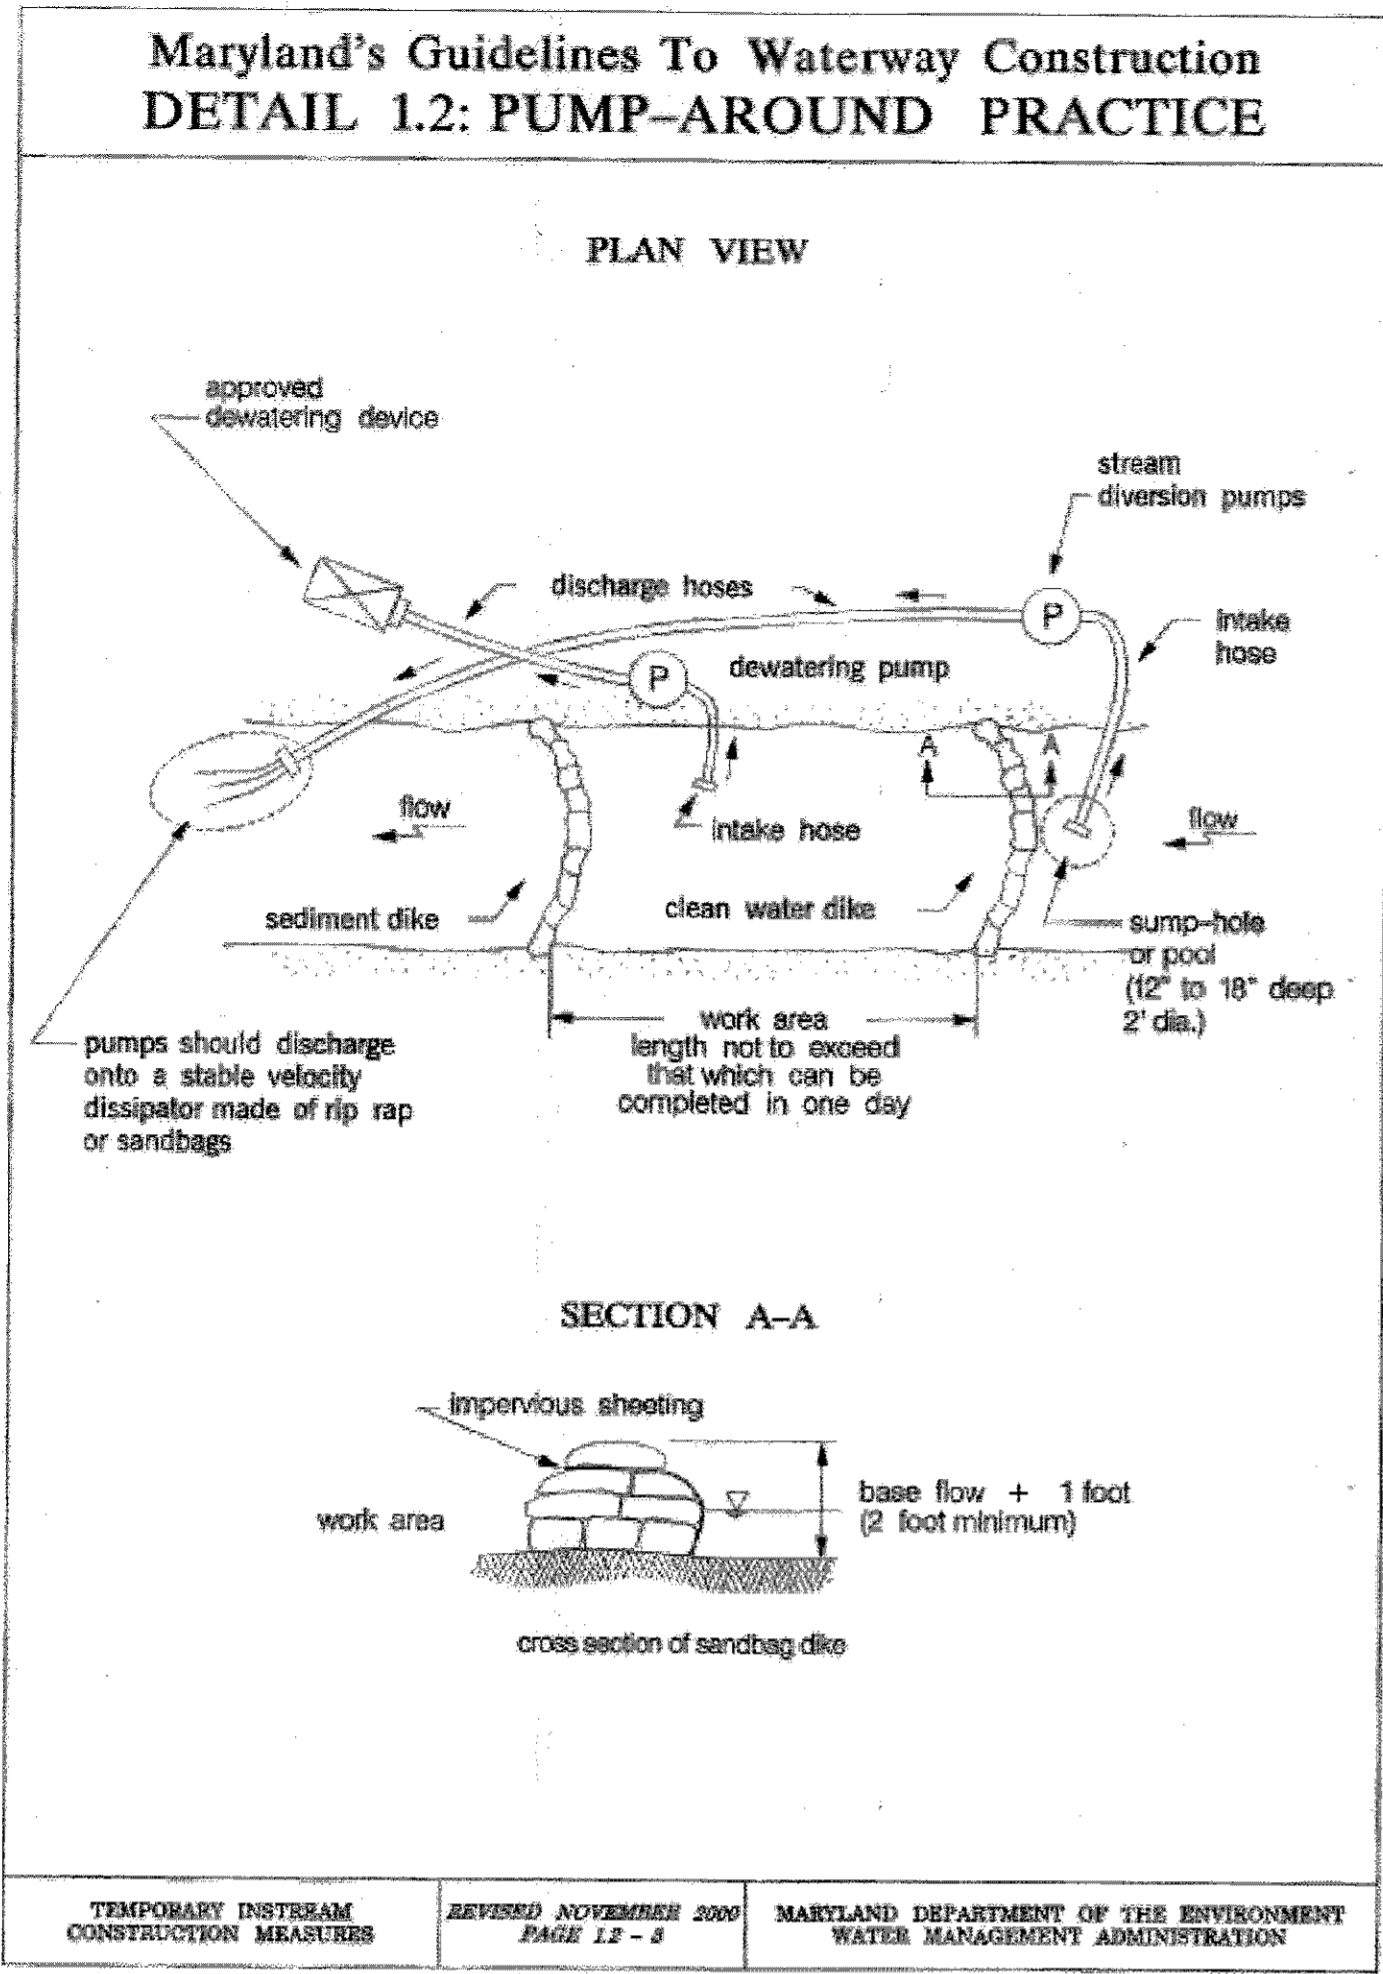 Maryland's Guidelines To Waterway Construction
DETAIL 1.2: PUMP–AROUND PRACTICE
PLAN VIEW
approved
dewatering device
stream
diversion pumps
discharge hoses
P
intake
hose
P
dewatering pump
A
A
flow
intake hose
flow
sediment dike
clean water dike
sump–hole
or pool
(12" to 18" deep
2' dia.)
work area
length not to exceed
that which can be
completed in one day
pumps should discharge
onto a stable velocity
dissipator made of rip rap
or sandbags
SECTION A–A
impervious sheeting
work area
base flow + 1 foot
(2 foot minimum)
cross section of sandbag dike
TEMPORARY INSTREAM
CONSTRUCTION MEASURES
REVISED NOVEMBER 2000
PAGE 1.2 -
MARYLAND DEPARTMENT OF THE ENVIRONMENT
WATER MANAGEMENT ADMINISTRATION